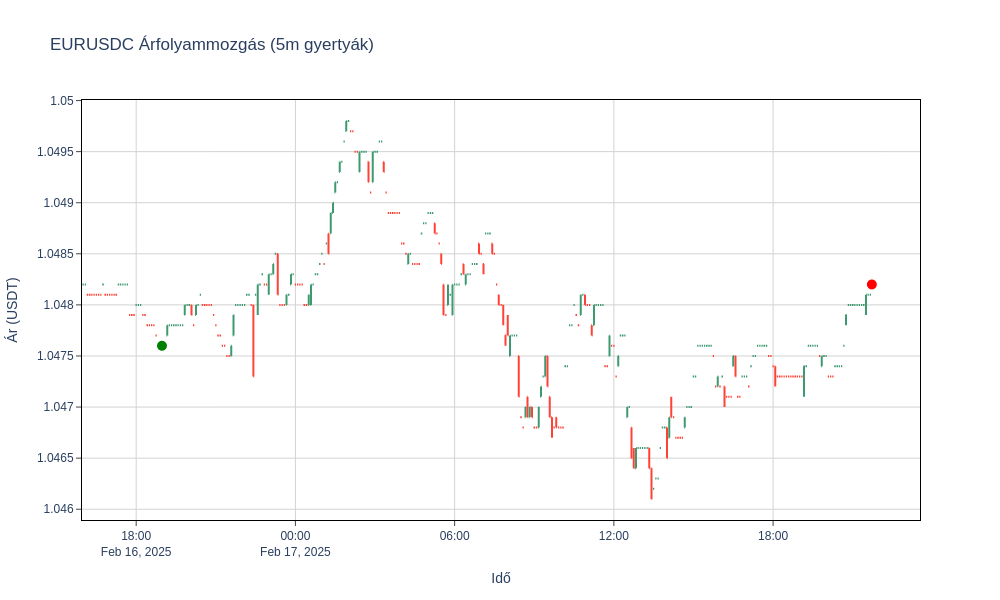 EURUSDC Árfolyammozgás (5m gyertyák)
1.05
1.0495
1.049
1.0485
1.048
1.0475
1.047
1.0465
1.046
Ár (USDT)
18:00 00:00 06:00 12:00 18:00
Feb 16, 2025 Feb 17, 2025
Idő